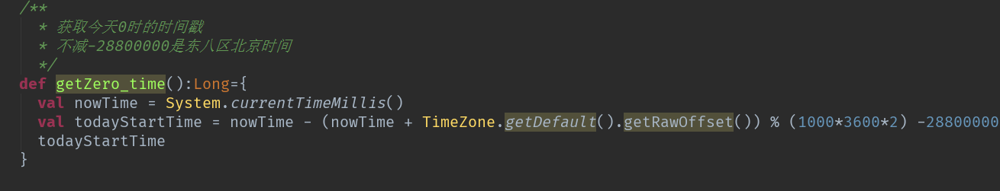 /**
* 获取今天0时的时间戳
* 不减-28800000是东八区北京时间
*/
def getZero_time():Long={
val nowTime = System.currentTimeMillis()
val todayStartTime = nowTime - (nowTime + TimeZone.getDefault().getRawOffset()) % (1000*3600*2) -28800000
todayStartTime
}